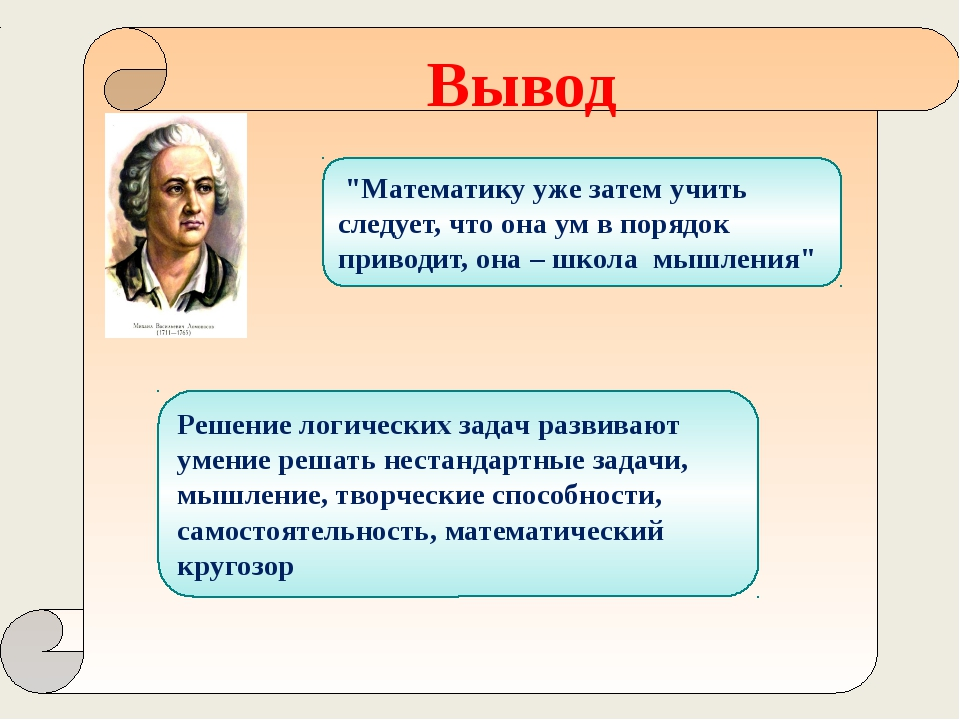 Вывод
"Математику уже затем учить
следует, что она ум в порядок
приводит, она – школа мышления"
Михаил Васильевич Ломоносов
(1711—1765)
Решение логических задач развивают
умение решать нестандартные задачи,
мышление, творческие способности,
самостоятельность, математический
кругозор